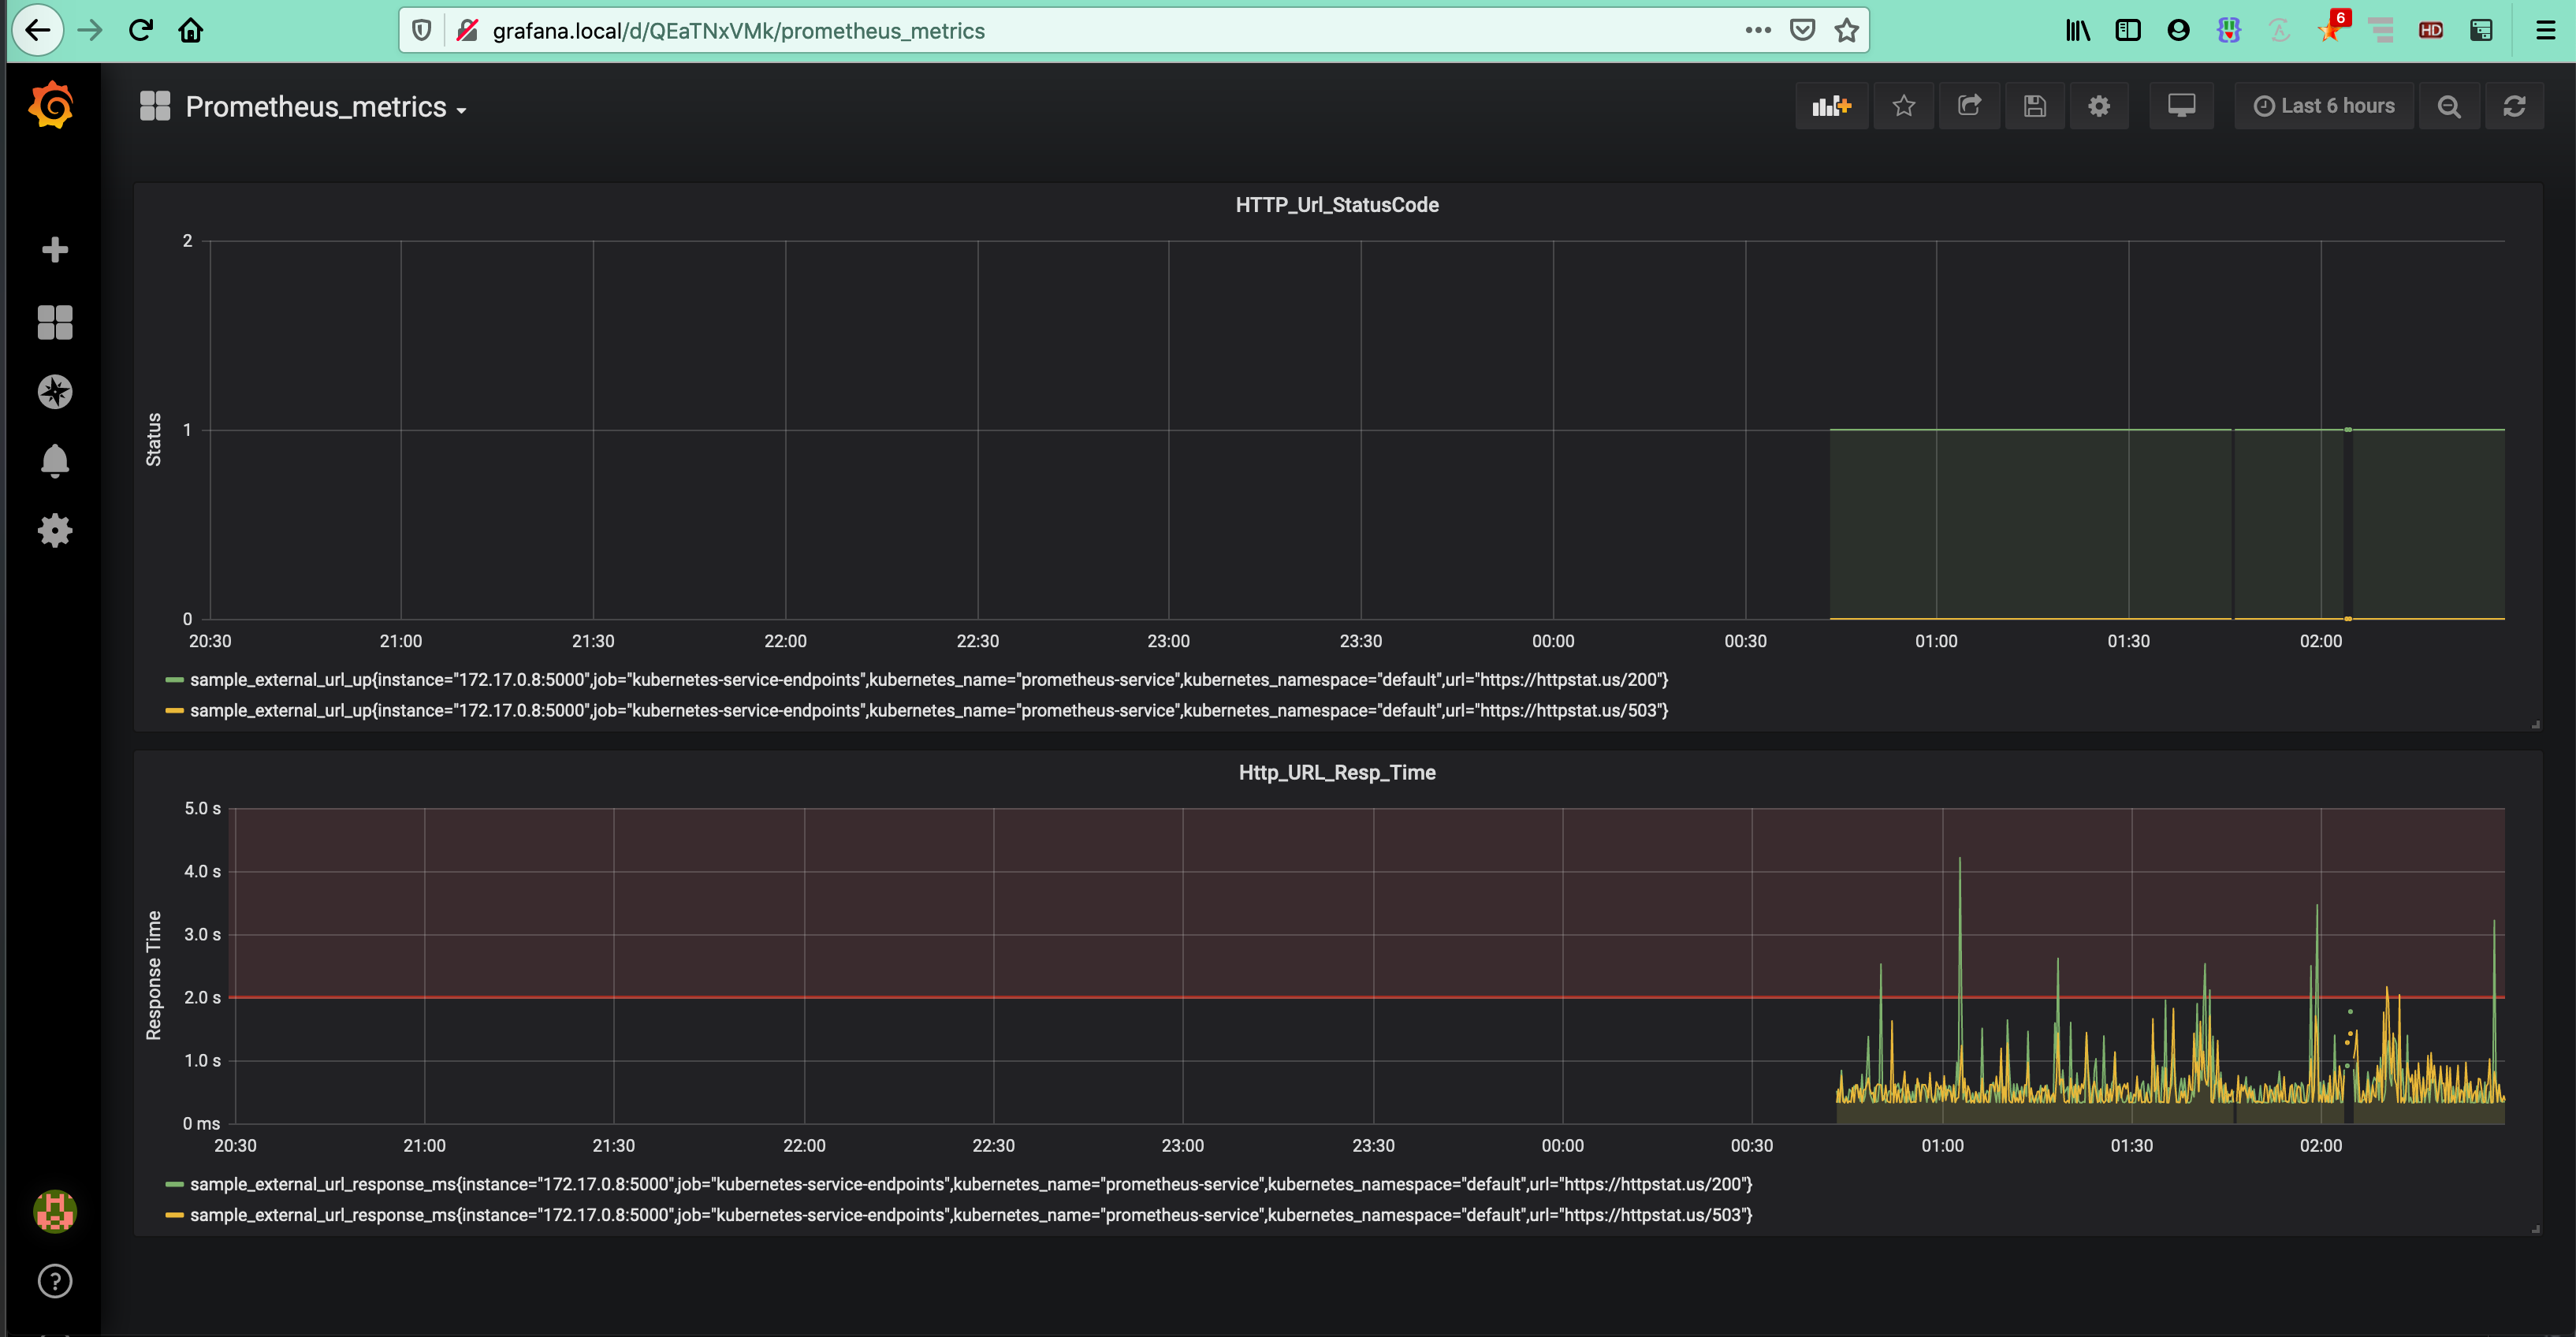 grafana.local/d/QEaTNxVMk/prometheus_metrics
6
HD
Prometheus_metrics
Last 6 hours
HTTP_Url_StatusCode
Status
2
1
0
20:30 21:00 21:30 22:00 22:30 23:00 23:30 00:00 00:30 01:00 01:30 02:00
sample_external_url_up{instance="172.17.0.8:5000",job="kubernetes-service-endpoints",kubernetes_name="prometheus-service",kubernetes_namespace="default",url="https://httpstat.us/200"}
sample_external_url_up{instance="172.17.0.8:5000",job="kubernetes-service-endpoints",kubernetes_name="prometheus-service",kubernetes_namespace="default",url="https://httpstat.us/503"}
Http_URL_Resp_Time
Response Time
5.0 s
4.0 s
3.0 s
2.0 s
1.0 s
0 ms
20:30 21:00 21:30 22:00 22:30 23:00 23:30 00:00 00:30 01:00 01:30 02:00
sample_external_url_response_ms{instance="172.17.0.8:5000",job="kubernetes-service-endpoints",kubernetes_name="prometheus-service",kubernetes_namespace="default",url="https://httpstat.us/200"}
sample_external_url_response_ms{instance="172.17.0.8:5000",job="kubernetes-service-endpoints",kubernetes_name="prometheus-service",kubernetes_namespace="default",url="https://httpstat.us/503"}